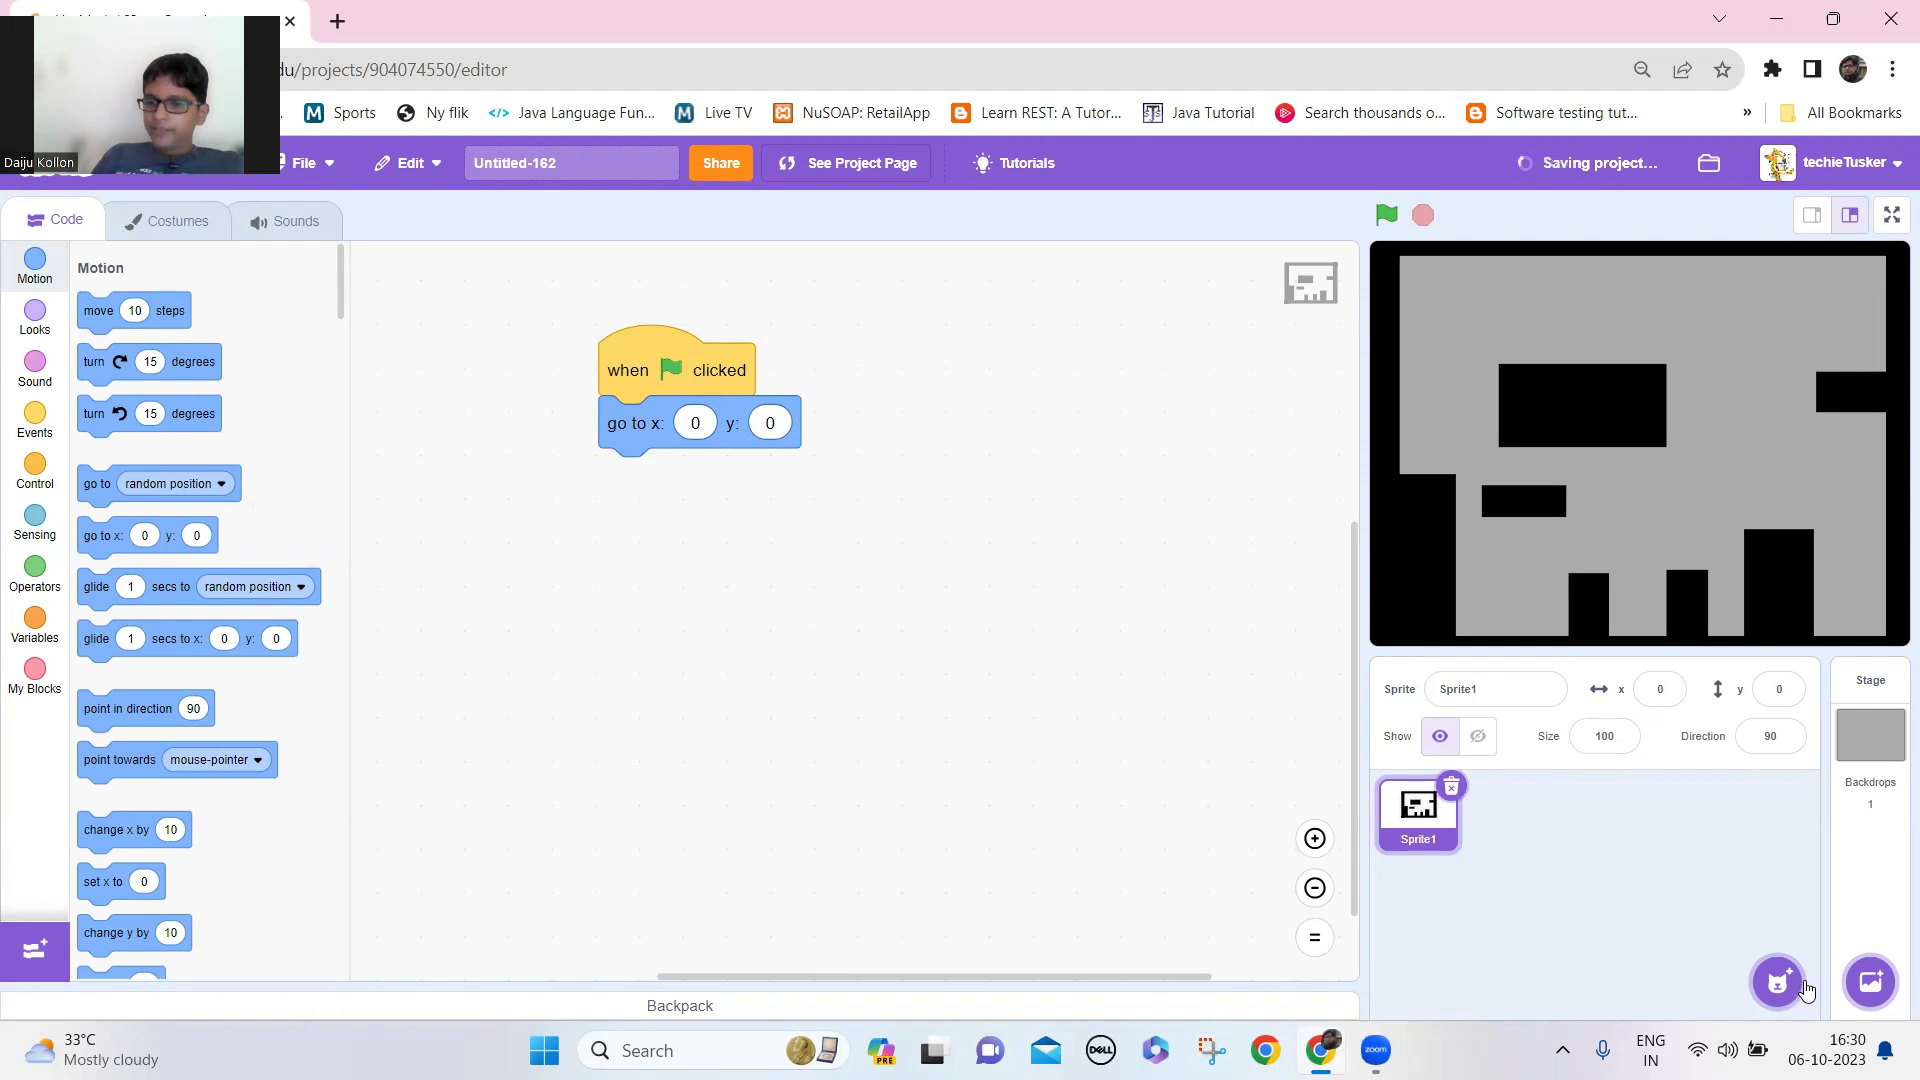 du/projects/904074550/editor
Sports
Ny flik
Java Language Fun...
Live TV
NuSOAP: RetailApp
Learn REST: A Tutor...
Java Tutorial
Search thousands o...
Software testing tut...
»
All Bookmarks
Daiju Kollon
File
Edit
Untitled-162
Share
See Project Page
Tutorials
Saving project...
techieTusker
Code
Costumes
Sounds
Motion
Looks
Sound
Events
Control
Sensing
Operators
Variables
My Blocks
Motion
move 10 steps
turn 15 degrees
turn 15 degrees
go to random position
go to x: 0 y: 0
glide 1 secs to random position
glide 1 secs to x: 0 y: 0
point in direction 90
point towards mouse-pointer
change x by 10
set x to 0
change y by 10
when clicked
go to x: 0 y: 0
Sprite Sprite1 x 0 y 0
Show Size 100 Direction 90
Sprite1
Stage
Backdrops
1
Backpack
33°C
Mostly cloudy
Search
PRE
DELL
zoom
ENG
IN
16:30
06-10-2023